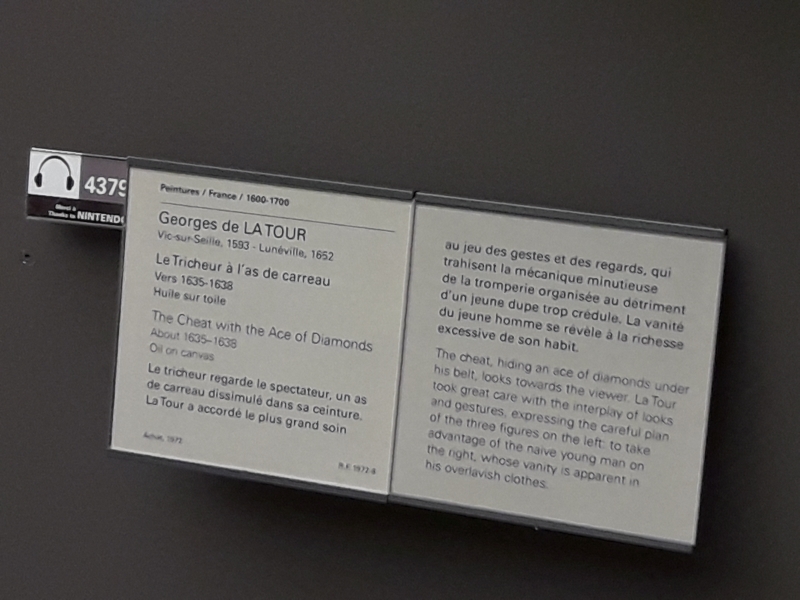 4379
Merci à
Thanks to NINTENDO
Peintures / France / 1600-1700
Georges de LA TOUR
Vic-sur-Seille, 1593 - Lunéville, 1652
Le Tricheur à l'as de carreau
Vers 1635-1638
Huile sur toile
The Cheat with the Ace of Diamonds
About 1635-1638
Oil on canvas
Le tricheur regarde le spectateur, un as
de carreau dissimulé dans sa ceinture.
La Tour a accordé le plus grand soin
Achat, 1972
R.F. 1972-8
au jeu des gestes et des regards, qui
trahisent la mécanique minutieuse
de la tromperie organisée au détriment
d'un jeune dupe trop crédule. La vanité
du jeune homme se révèle à la richesse
excessive de son habit.
The cheat, hiding an ace of diamonds under
his belt, looks towards the viewer. La Tour
took great care with the interplay of looks
and gestures, expressing the careful plan
of the three figures on the left: to take
advantage of the naive young man on
the right, whose vanity is apparent in
his overlavish clothes.